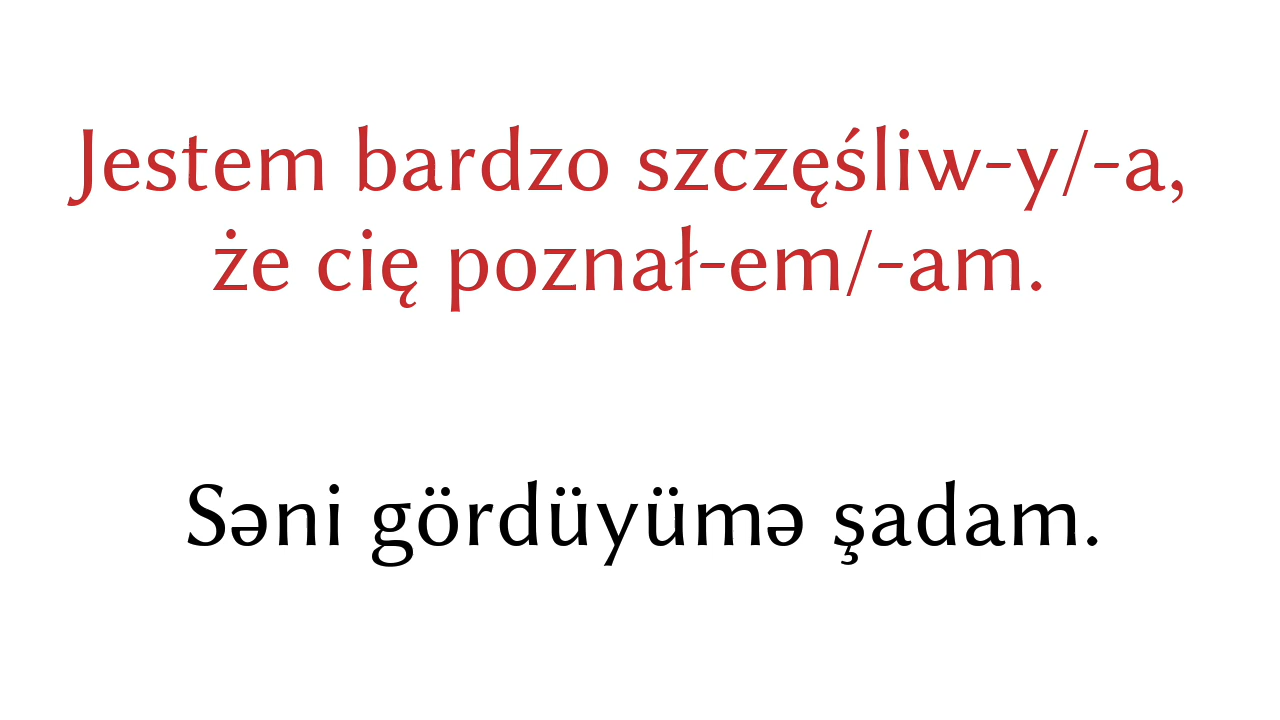 Jestem bardzo szczęśliw-y/-a,
że cię poznał-em/-am.
Səni gördüyümə şadam.